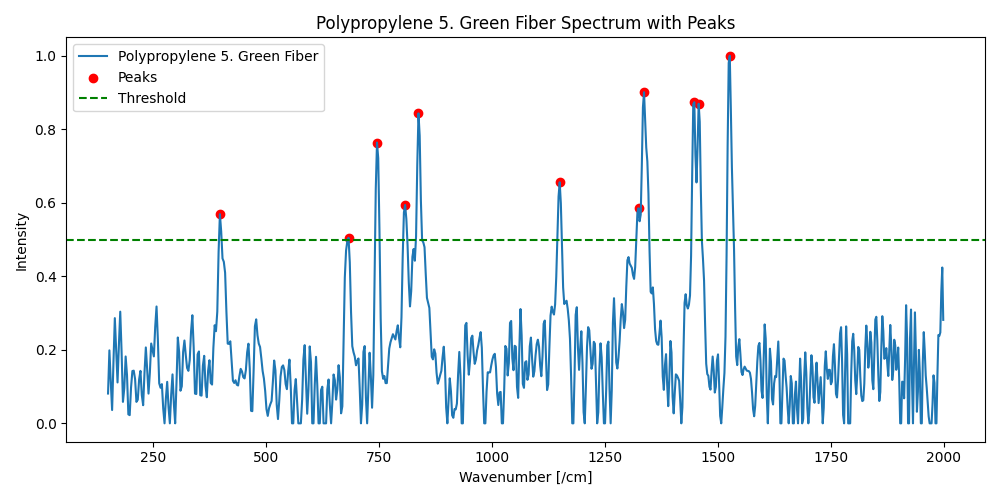 Polypropylene 5. Green Fiber Spectrum with Peaks
Polypropylene 5. Green Fiber
Peaks
Threshold
1.0
0.8
0.6
0.4
0.2
0.0
Intensity
250
500
750
1000
1250
1500
1750
2000
Wavenumber [/cm]